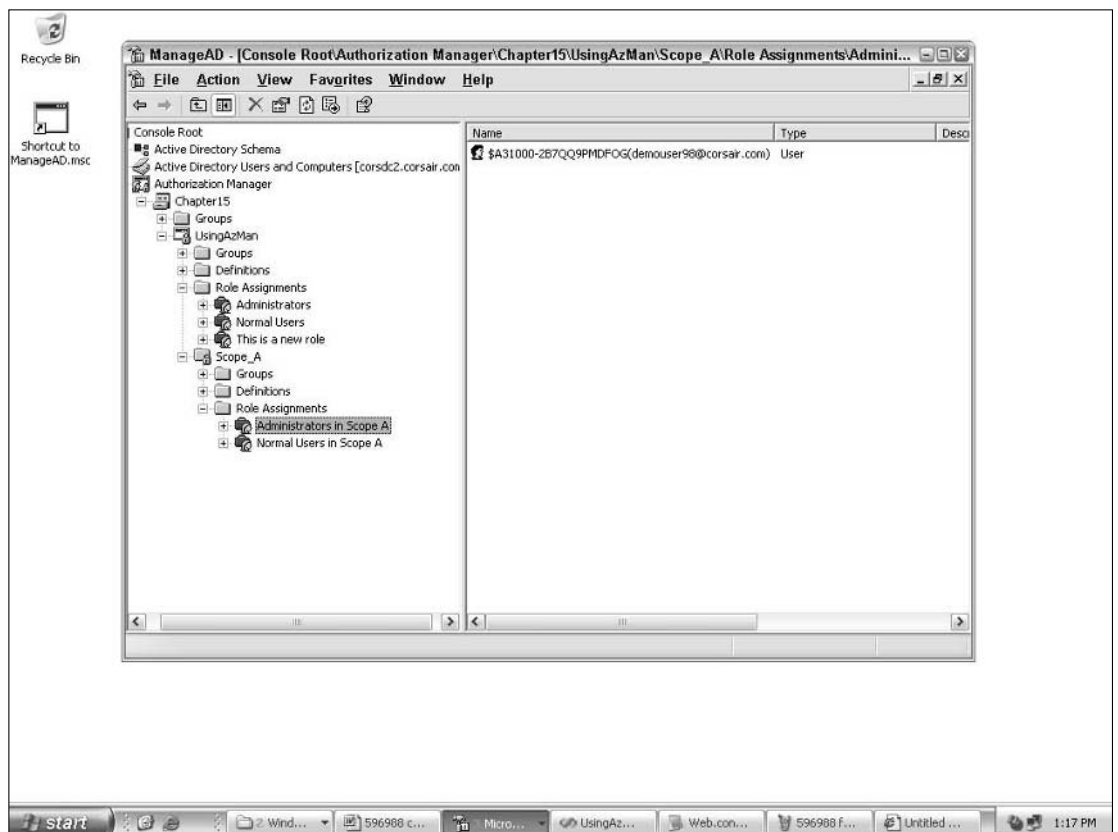 Recycle Bin
Shortcut to
ManageAD.msc
ManageAD - [Console Root\Authorization Manager\Chapter15\UsingAzMan\Scope_A\Role Assignments\Admini...
File Action View Favorites Window Help
Console Root
Active Directory Schema
Active Directory Users and Computers [corsdc2.corsair.con
Authorization Manager
Chapter15
Groups
UsingAzMan
Groups
Definitions
Role Assignments
Administrators
Normal Users
This is a new role
Scope_A
Groups
Definitions
Role Assignments
Administrators in Scope A
Normal Users in Scope A
Name Type Desc
$A31000-2B7QQ9PMDFOG(demouser98@corsair.com) User
start 2 Wind... 596988 c... Micro... UsingAz... Web.con... 596988 f... Untitled ... 1:17 PM